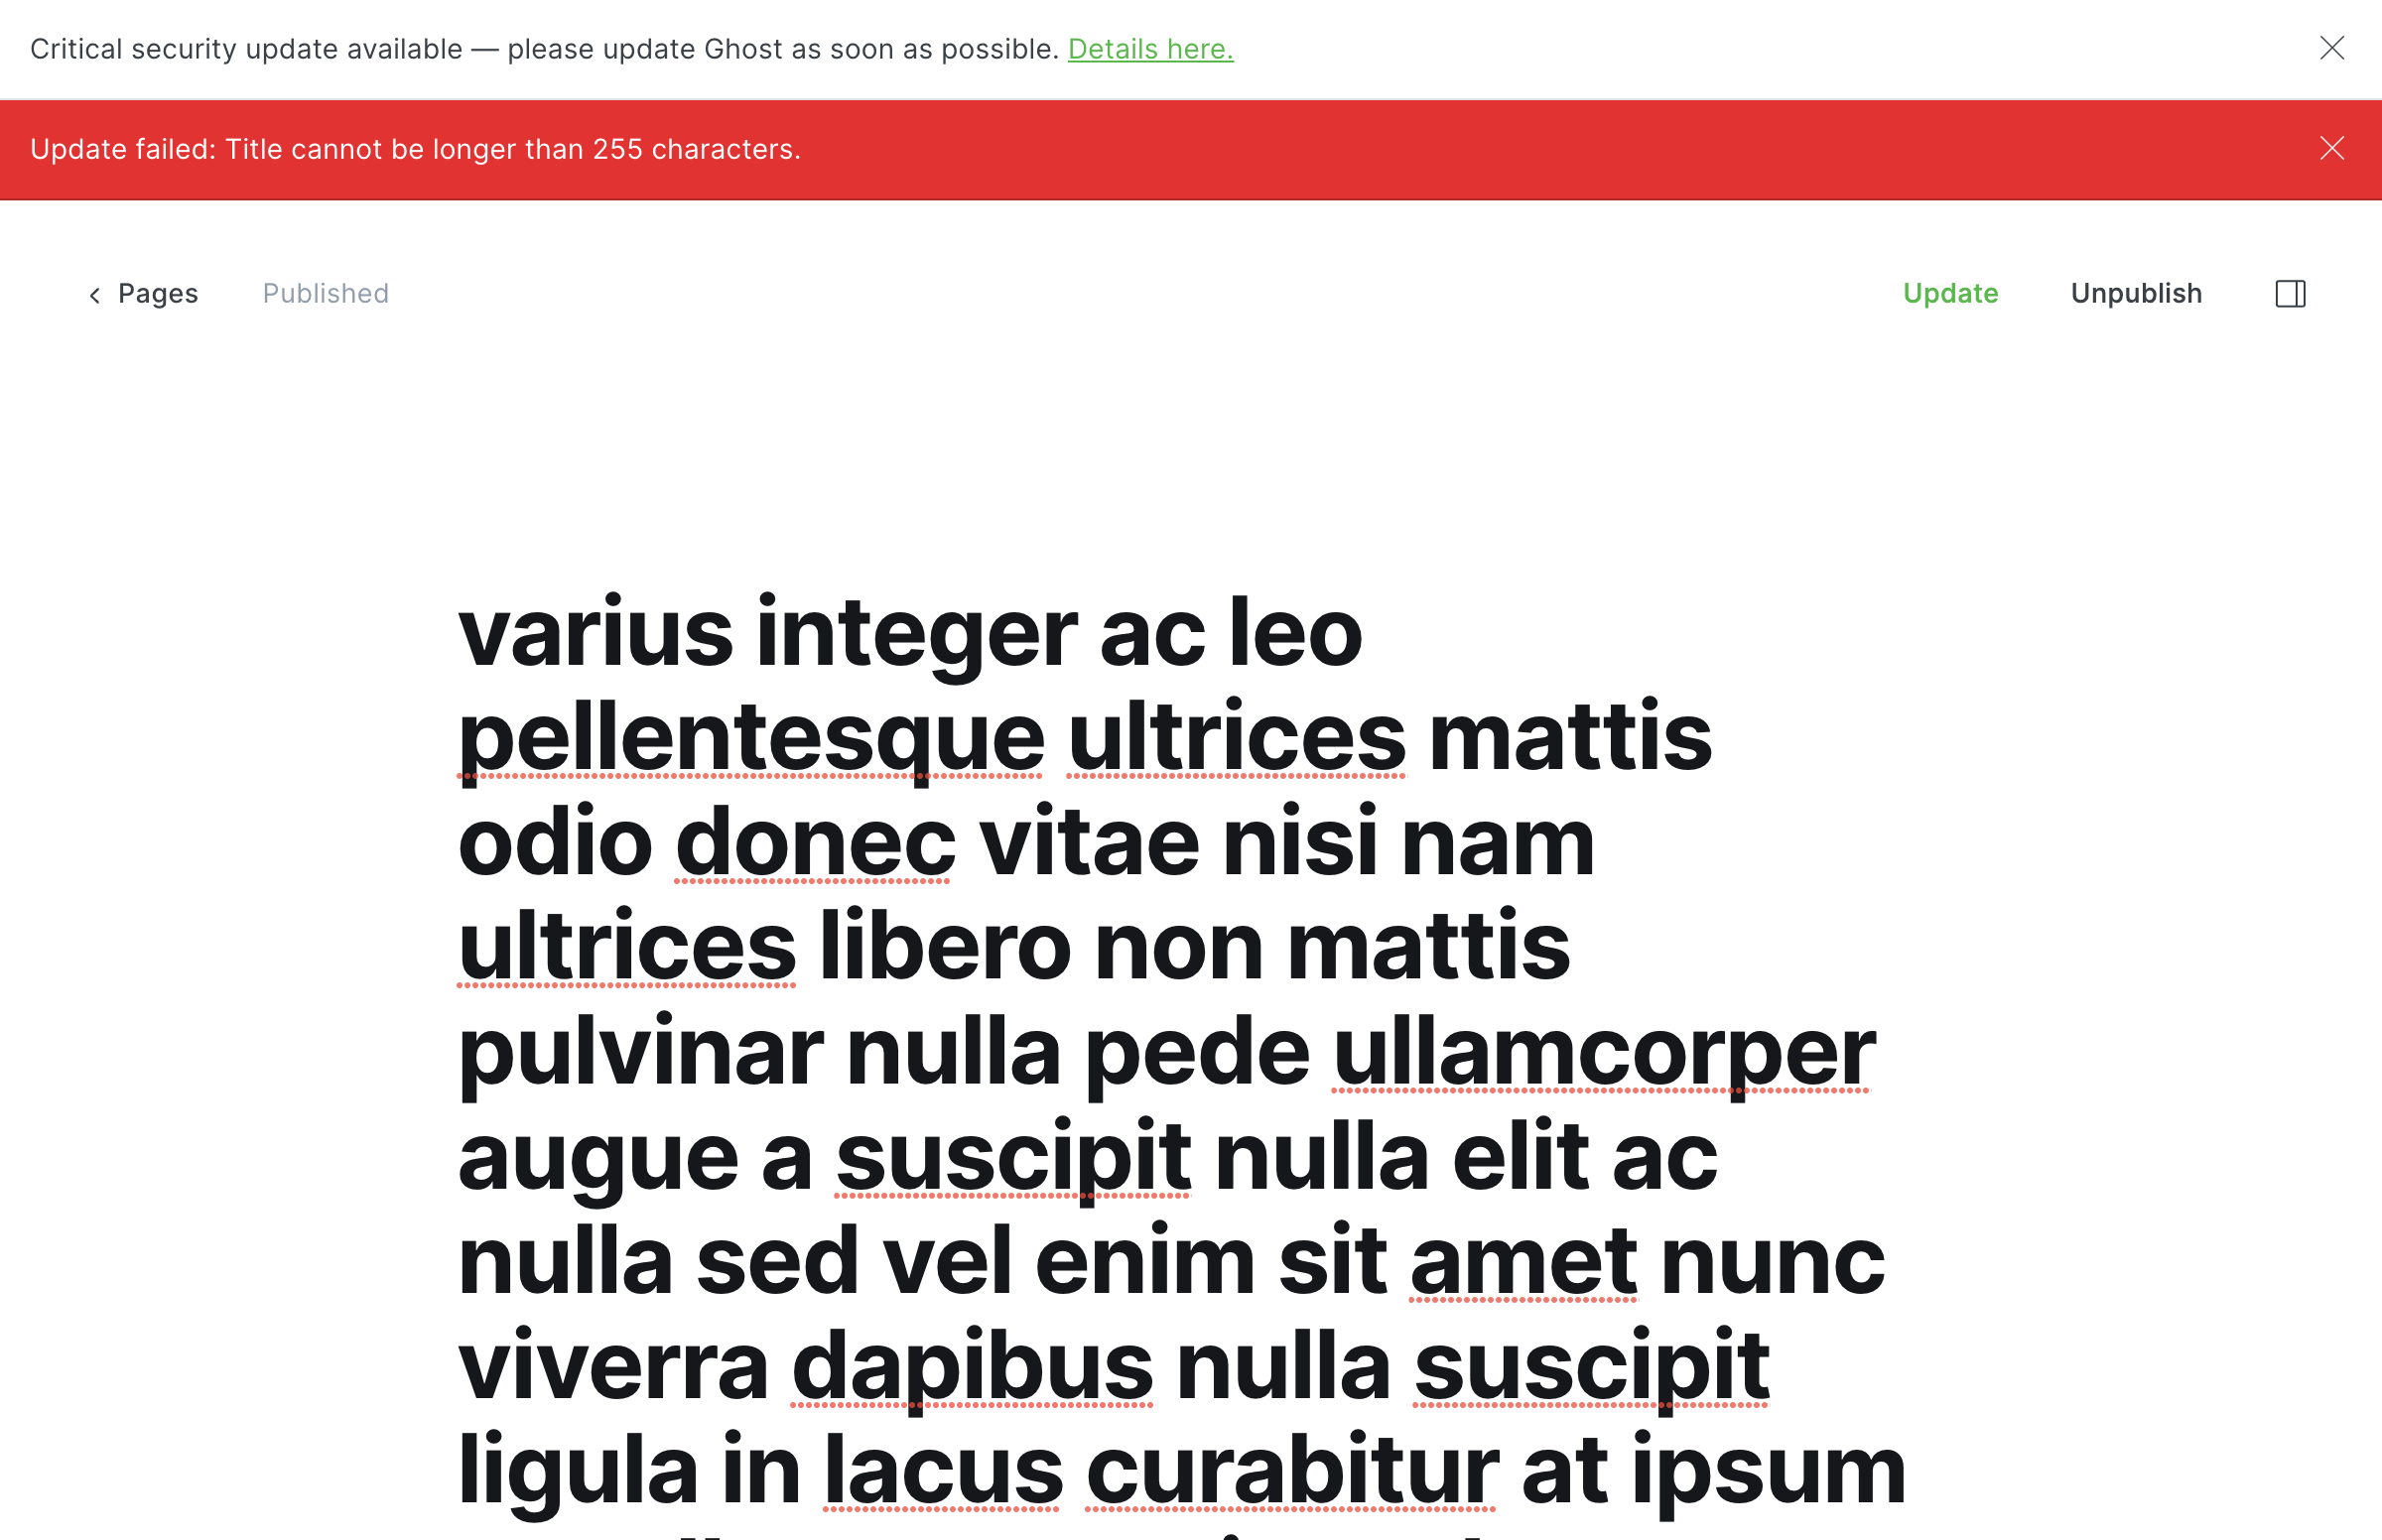 Critical security update available — please update Ghost as soon as possible. Details here.
Update failed: Title cannot be longer than 255 characters.
Pages Published Update Unpublish
varius integer ac leo
pellentesque ultrices mattis
odio donec vitae nisi nam
ultrices libero non mattis
pulvinar nulla pede ullamcorper
augue a suscipit nulla elit ac
nulla sed vel enim sit amet nunc
viverra dapibus nulla suscipit
ligula in lacus curabitur at ipsum